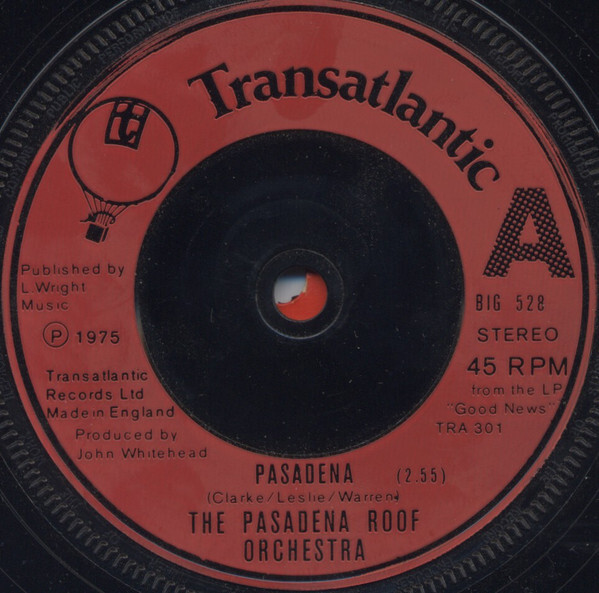 Transatlantic
A
Published by
L. Wright
Music
Ⓟ 1975
Transatlantic
Records Ltd
Made in England
Produced by
John Whitehead
BIG 528
STEREO
45 RPM
from the LP
"Good News"
TRA 301
PASADENA (2.55)
(Clarke/Leslie/Warren)
THE PASADENA ROOF
ORCHESTRA